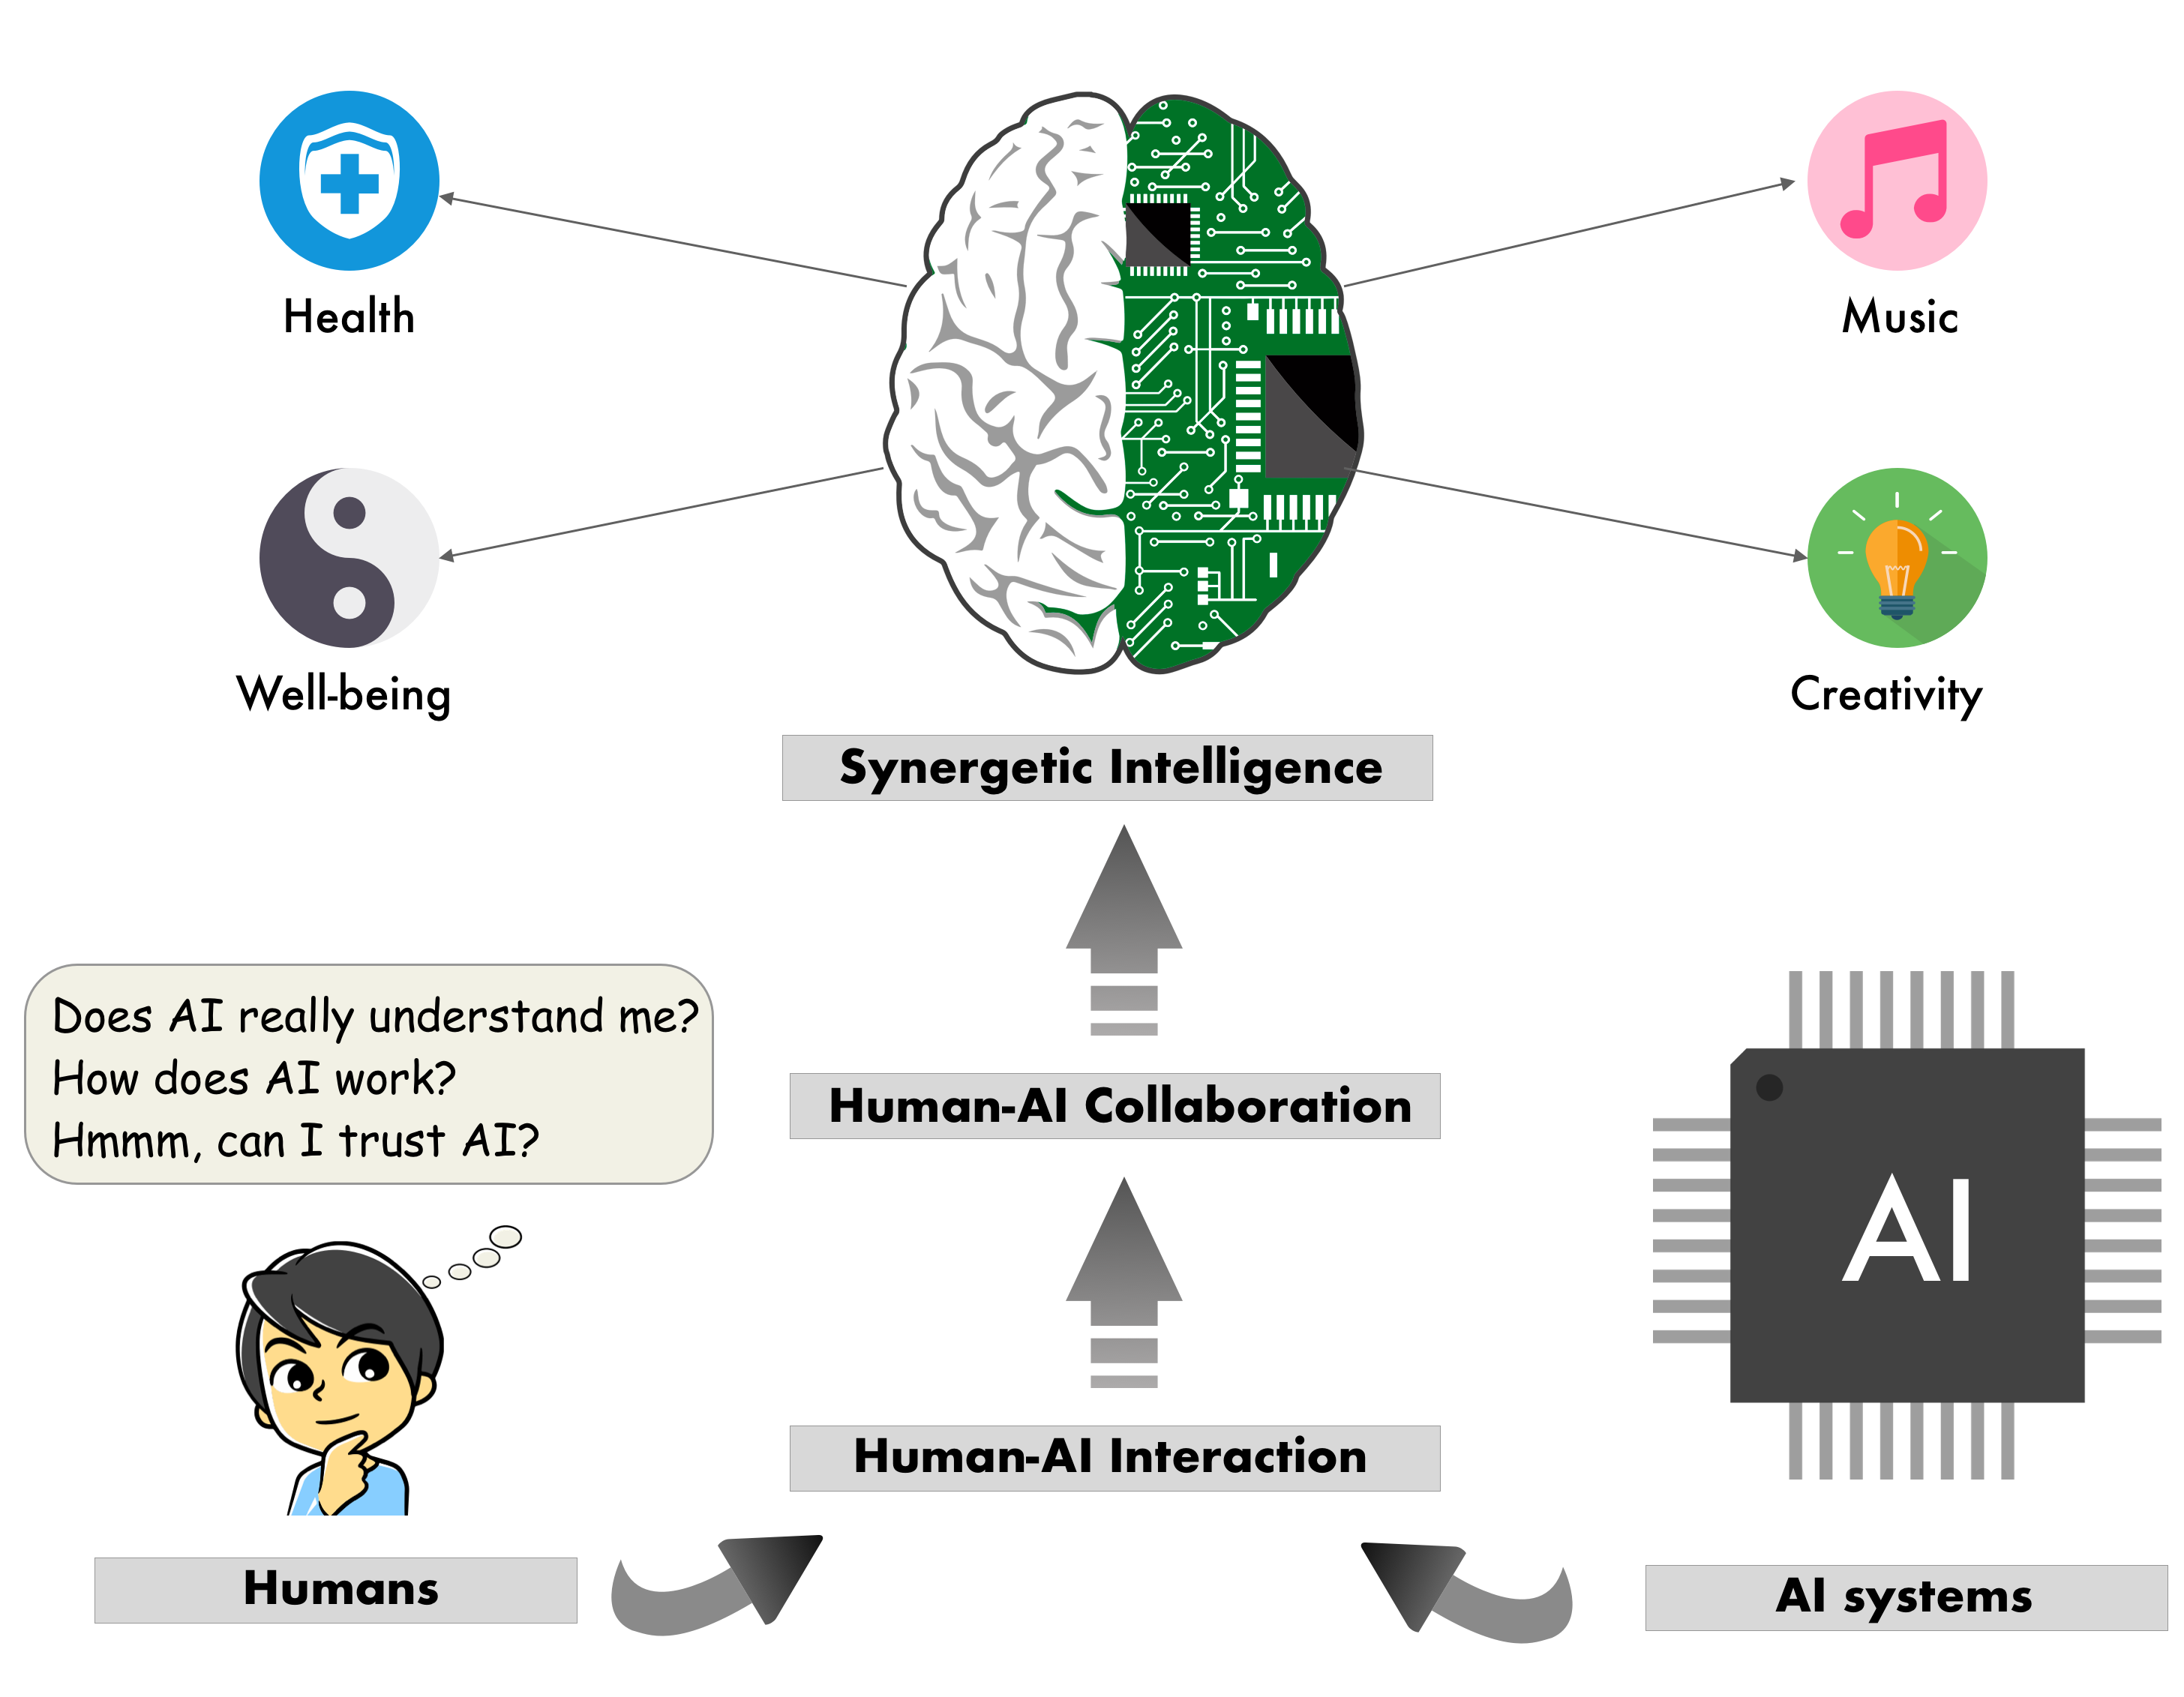 Health
Music
Well-being
Creativity
Synergetic Intelligence
Does AI really understand me?
How does AI work?
Hmmm, can I trust AI?
Human-AI Collaboration
AI
Human-AI Interaction
Humans
AI systems